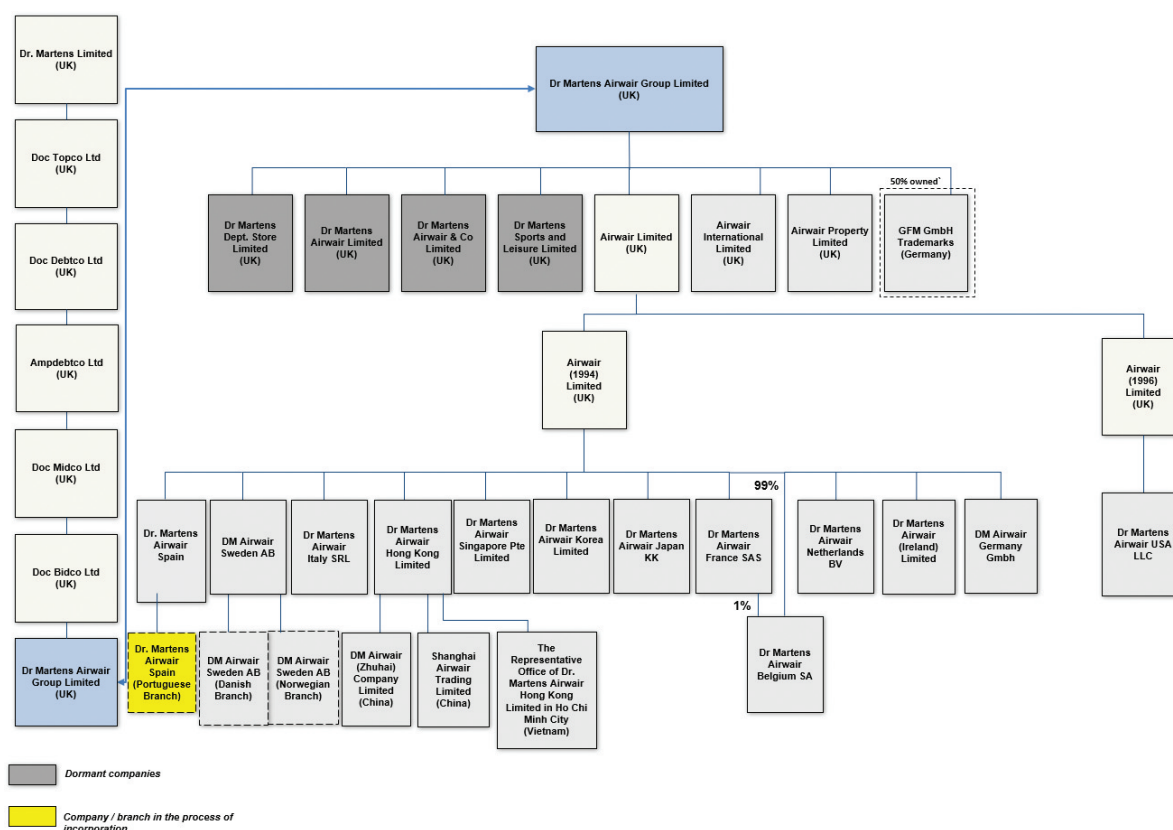 Dr. Martens Limited
(UK)
Doc Topco Ltd
(UK)
Doc Debtco Ltd
(UK)
Ampdebtco Ltd
(UK)
Doc Midco Ltd
(UK)
Doc Bidco Ltd
(UK)
Dr Martens Airwair
Group Limited
(UK)
Dr Martens Airwair Group Limited
(UK)
50% owned`
Dr Martens
Dept. Store
Limited
(UK)
Dr Martens
Airwair Limited
(UK)
Dr Martens
Airwair & Co
Limited
(UK)
Dr Martens
Sports and
Leisure Limited
(UK)
Airwair Limited
(UK)
Airwair
International
Limited
(UK)
Airwair Property
Limited
(UK)
GFM GmbH
Trademarks
(Germany)
Airwair
(1994)
Limited
(UK)
Airwair
(1996)
Limited
(UK)
99%
Dr. Martens
Airwair
Spain
DM Airwair
Sweden AB
Dr Martens
Airwair
Italy SRL
Dr Martens
Airwair
Hong Kong
Limited
Dr Martens
Airwair
Singapore Pte
Limited
Dr Martens
Airwair Korea
Limited
Dr Martens
Airwair Japan
KK
Dr Martens
Airwair
France SAS
Dr Martens
Airwair
Netherlands
BV
Dr Martens
Airwair
(Ireland)
Limited
DM Airwair
Germany
Gmbh
Dr Martens
Airwair USA
LLC
1%
Dr. Martens
Airwair
Spain
(Portuguese
Branch)
DM Airwair
Sweden AB
(Danish
Branch)
DM Airwair
Sweden AB
(Norwegian
Branch)
DM Airwair
(Zhuhai)
Company
Limited
(China)
Shanghai
Airwair
Trading
Limited
(China)
The
Representative
Office of Dr.
Martens Airwair
Hong Kong
Limited in Ho Chi
Minh City
(Vietnam)
Dr Martens
Airwair
Belgium SA
Dormant companies
Company / branch in the process of
incorporation